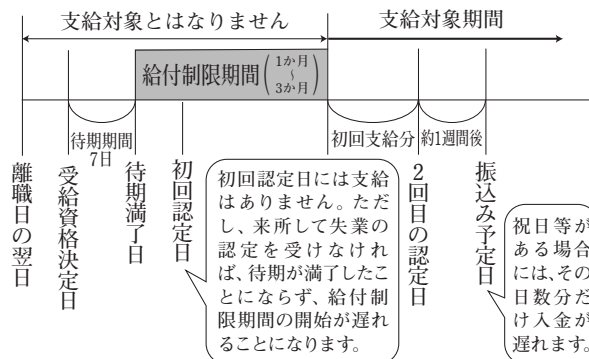 支給対象とはなりません
支給対象期間
給付制限期間(1か月～3か月)
待期期間
7日
初回支給分
約1週間後
離職日の翌日
受給資格決定日
待期満了日
初回認定日
2回目の認定日
振込み予定日
初回認定日には支給
はありません。ただ
し、来所して失業の
認定を受けなけれ
ば、待期が満了したこ
とにならず、給付制
限期間の開始が遅れ
ることになります。
祝日等が
ある場合
には、その
日数分だ
け入金が
遅れます。